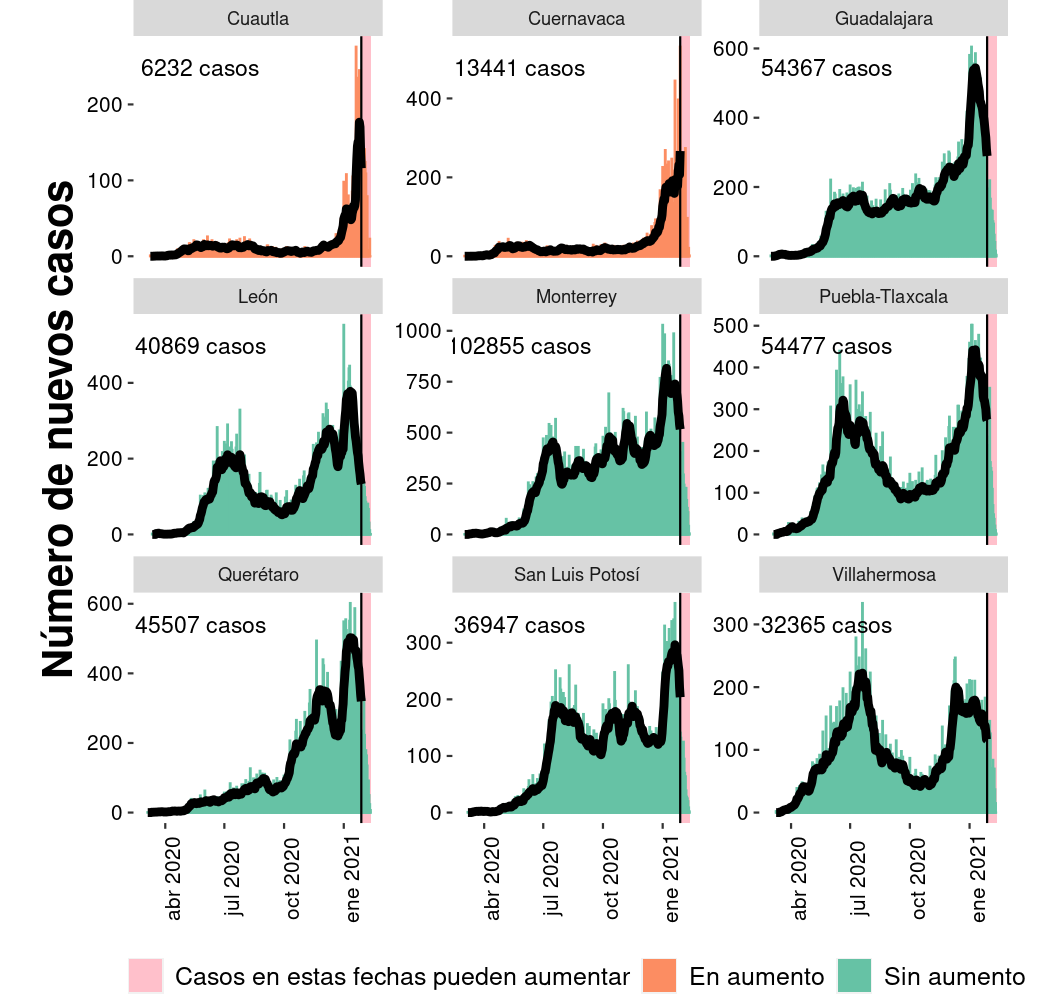 Número de nuevos casos
Cuautla
6232 casos
200
100
0
Cuernavaca
13441 casos
400
200
0
Guadalajara
54367 casos
600
400
200
0
León
40869 casos
400
200
0
Monterrey
102855 casos
1000
750
500
250
0
Puebla-Tlaxcala
54477 casos
500
400
300
200
100
0
Querétaro
45507 casos
600
400
200
0
San Luis Potosí
36947 casos
300
200
100
0
Villahermosa
32365 casos
300
200
100
0
abr 2020
jul 2020
oct 2020
ene 2021
abr 2020
jul 2020
oct 2020
ene 2021
abr 2020
jul 2020
oct 2020
ene 2021
Casos en estas fechas pueden aumentar
En aumento
Sin aumento